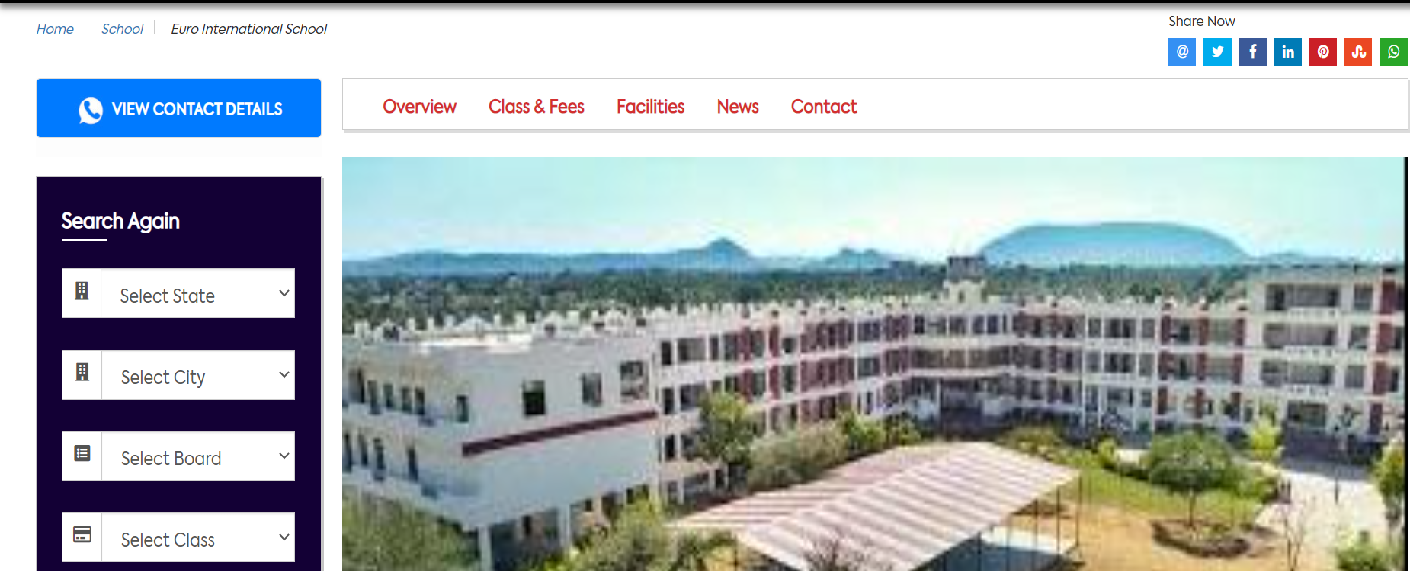 Home School Euro International School
Share Now
VIEW CONTACT DETAILS
Overview Class & Fees Facilities News Contact
Search Again
Select State
Select City
Select Board
Select Class